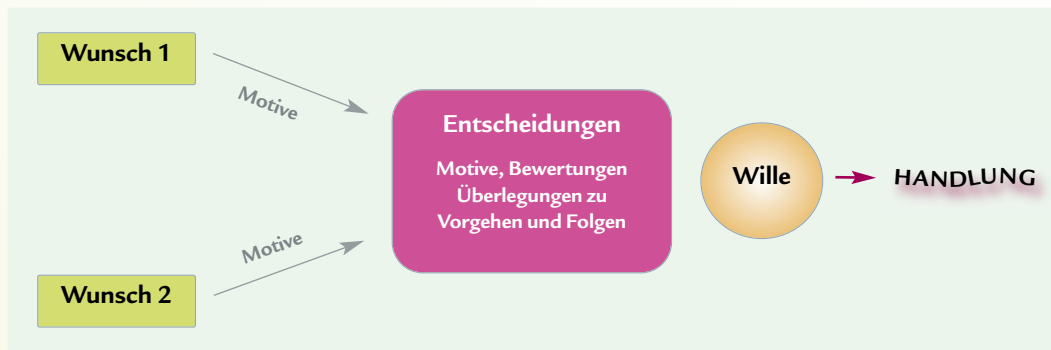 Wunsch 1
Motive
Entscheidungen
Motive, Bewertungen
Überlegungen zu
Vorgehen und Folgen
Wille
HANDLUNG
Motive
Wunsch 2